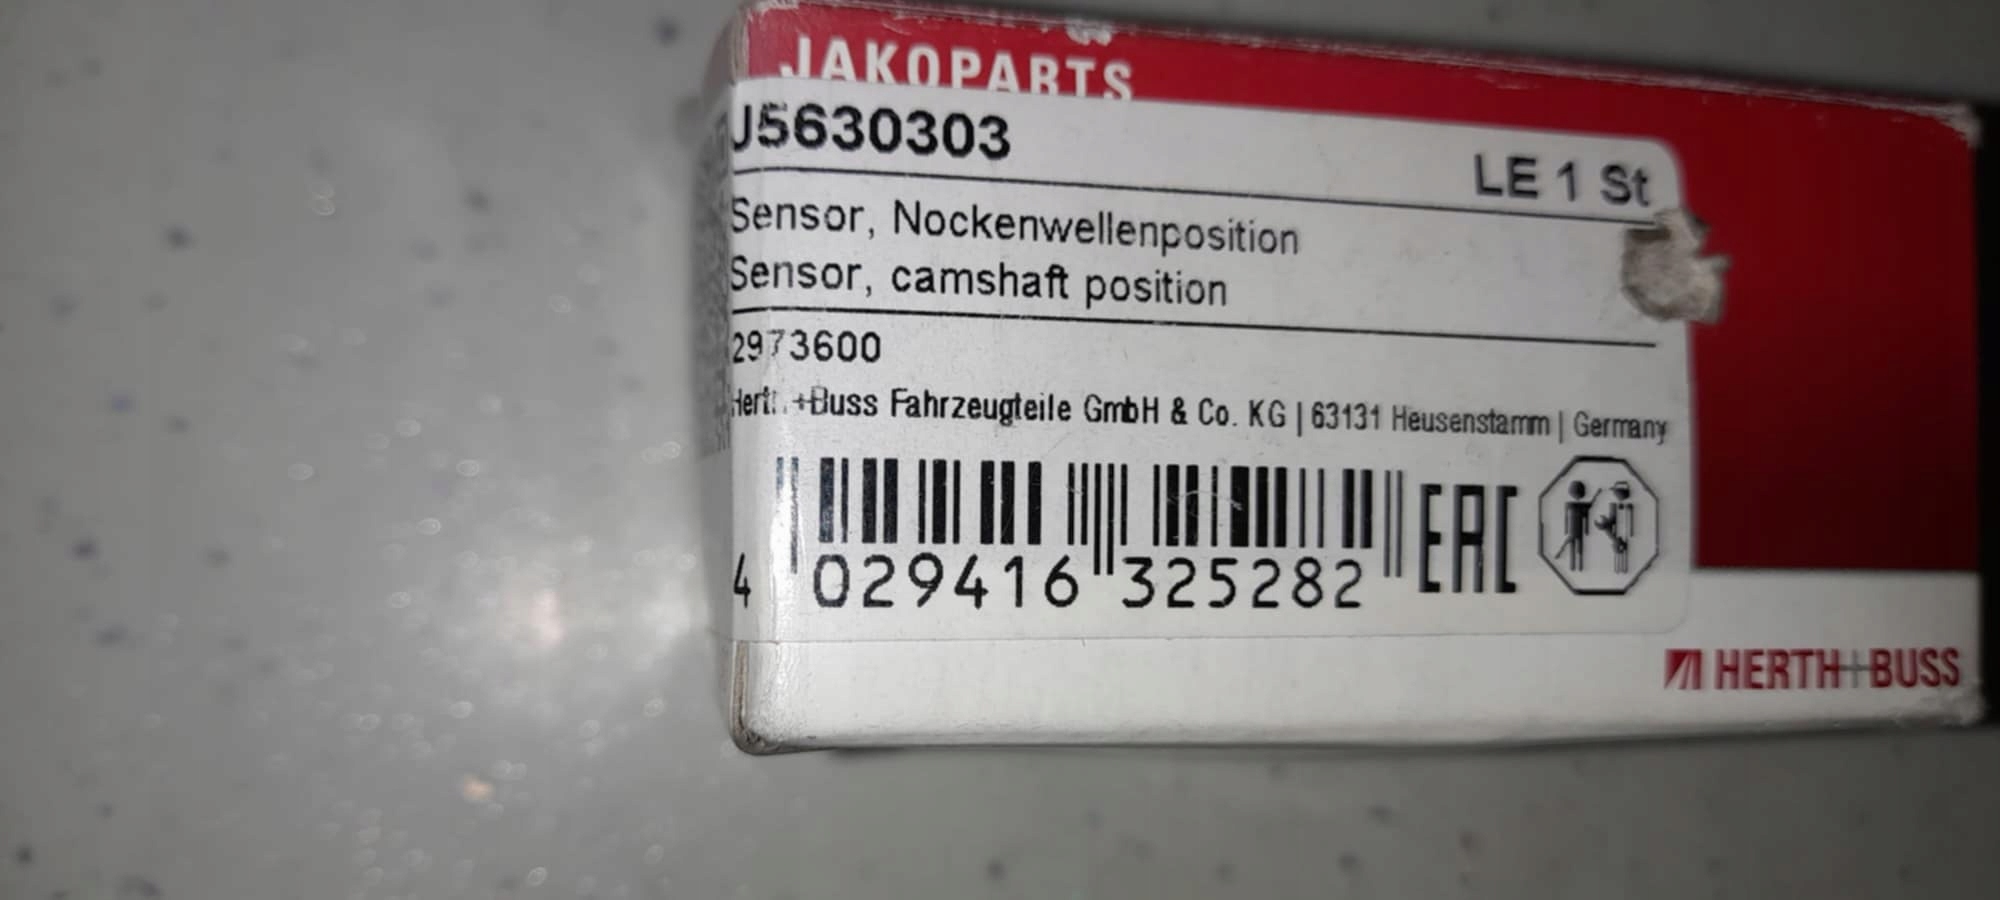 JAKOPARTS
J5630303
LE 1 St
Sensor, Nockenwellenposition
Sensor, camshaft position
2973600
Herth+Buss Fahrzeugteile GmbH & Co. KG | 63131 Heusenstamm | Germany
4 029416 325282
EAC
HERTH+BUSS